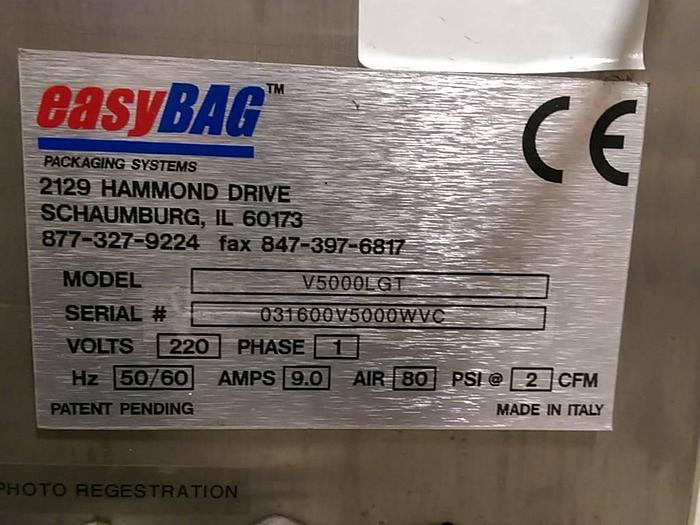 easyBAG™
PACKAGING SYSTEMS
2129 HAMMOND DRIVE
SCHAUMBURG, IL 60173
877-327-9224 fax 847-397-6817
CE
MODEL V5000LGT
SERIAL # 031600V5000WVC
VOLTS 220 PHASE 1
Hz 50/60 AMPS 9.0 AIR 80 PSI @ 2 CFM
PATENT PENDING MADE IN ITALY
PHOTO REGESTRATION